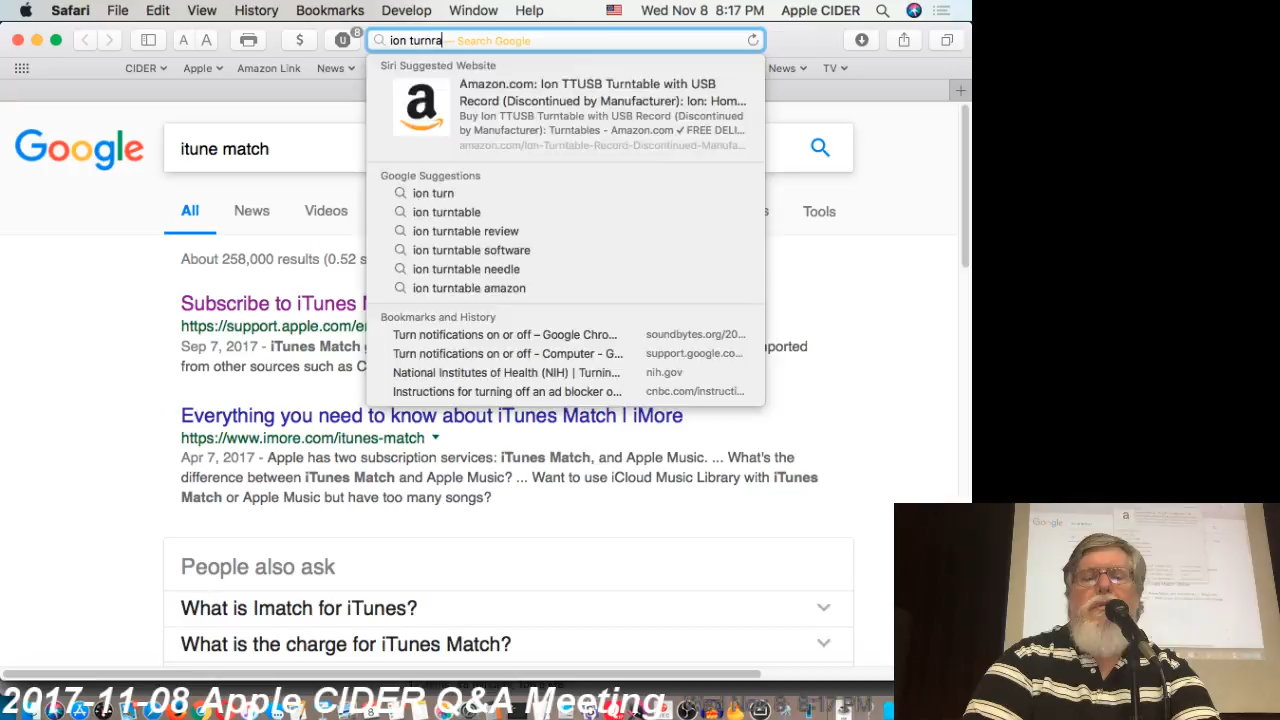 Safari File Edit View History Bookmarks Develop Window Help Wed Nov 8 8:17 PM Apple CIDER
A A $ U 8 ion turnra — Search Google
CIDER Apple Amazon Link News News TV
Siri Suggested Website
Amazon.com: Ion TTUSB Turntable with USB
Record (Discontinued by Manufacturer): Ion: Hom...
Buy Ion TTUSB Turntable with USB Record (Discontinued
by Manufacturer): Turntables - Amazon.com ✓ FREE DELI...
amazon.com/Ion-Turntable-Record-Discontinued-Manufa...
Google Suggestions
ion turn
ion turntable
ion turntable review
ion turntable software
ion turntable needle
ion turntable amazon
Bookmarks and History
Turn notifications on or off – Google Chro... soundbytes.org/20...
Turn notifications on or off - Computer - G... support.google.co...
National Institutes of Health (NIH) | Turnin... nih.gov
Instructions for turning off an ad blocker o... cnbc.com/instructi...
Google itune match
All News Videos s Tools
About 258,000 results (0.52 s
Subscribe to iTunes
https://support.apple.com/e
Sep 7, 2017 - iTunes Match ported
from other sources such as C
Everything you need to know about iTunes Match | iMore
https://www.imore.com/itunes-match
Apr 7, 2017 - Apple has two subscription services: iTunes Match, and Apple Music. ... What's the
difference between iTunes Match and Apple Music? ... Want to use iCloud Music Library with iTunes
Match or Apple Music but have too many songs?
People also ask
What is Imatch for iTunes?
What is the charge for iTunes Match?
2017-11-08 Apple CIDER Q&A Meeting, Wed Nov 8, 8:17 PM
Google